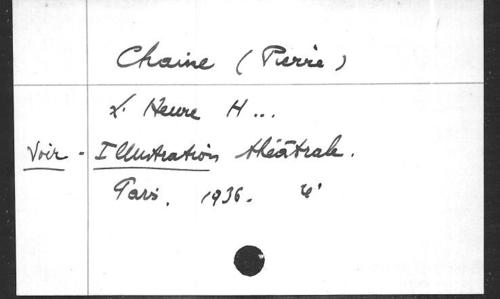 Chaine (Pierre)
L'Heure H...
Voir - Illustration théâtrale.
Paris, 1936. 4'